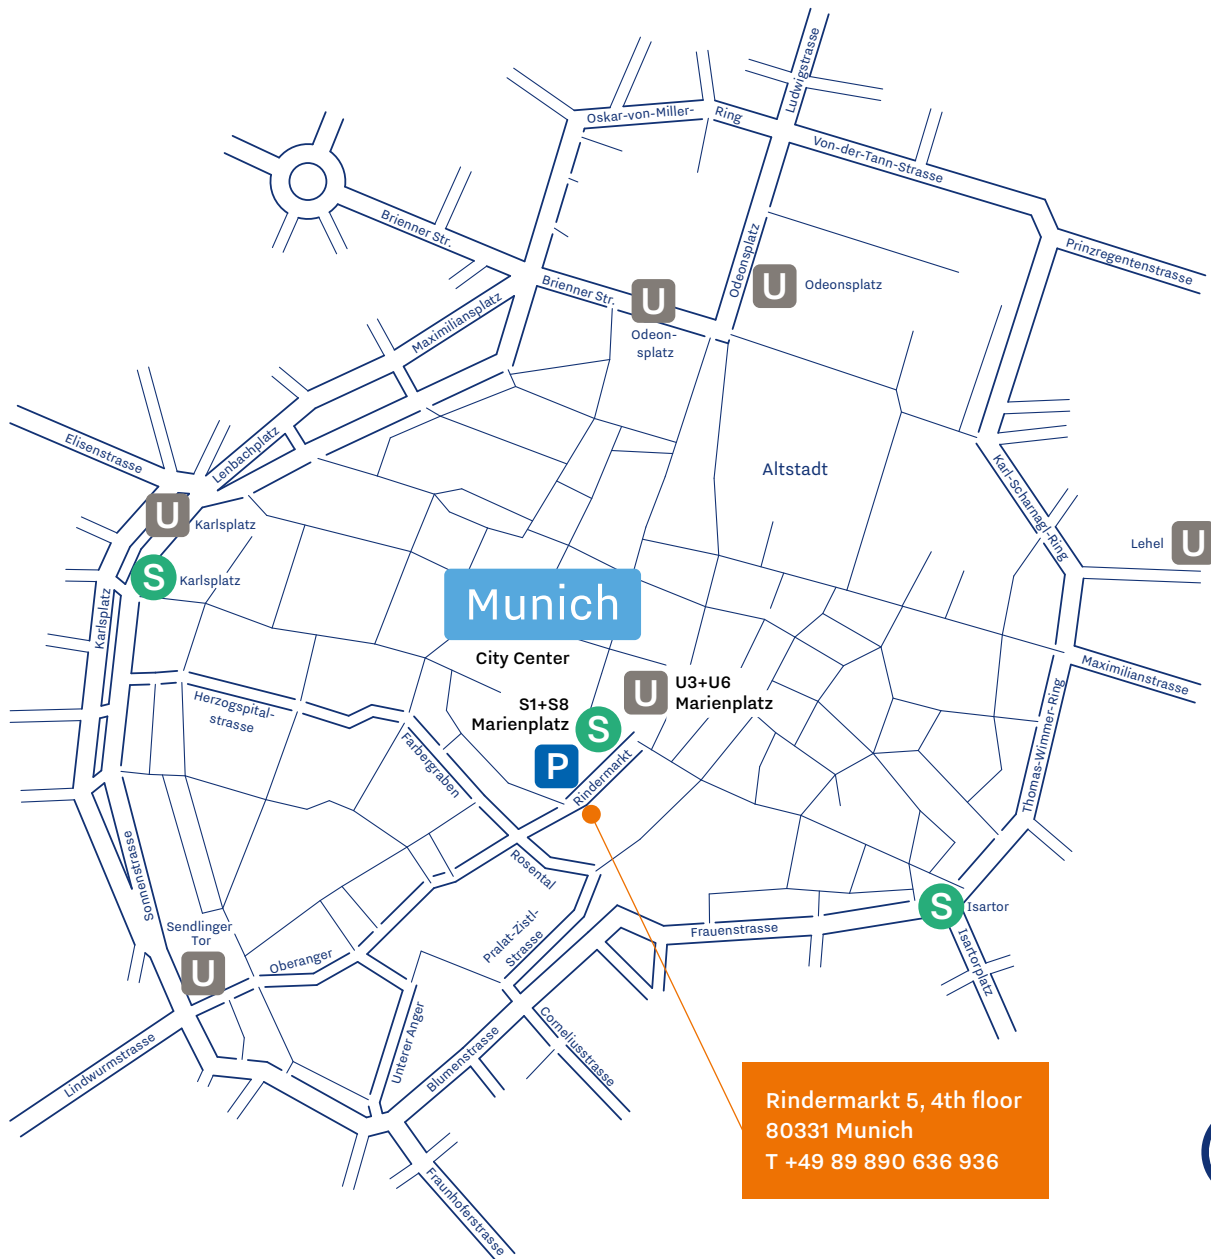 Ludwigstrasse
Oskar-von-Miller-
Ring
Von-der-Tann-Strasse
Brienner Str.
Prinzregentenstrasse
Odeonsplatz
U
Odeonsplatz
Brienner Str.
U
Odeon-
splatz
Maximiliansplatz
Elisenstrasse
Lenbachplatz
Altstadt
Karl-Scharnagl-Ring
U
Karlsplatz
Lehel
U
S
Karlsplatz
Karlsplatz
Munich
City Center
U
U3+U6
Marienplatz
S1+S8
Marienplatz
S
P
Rindermarkt
Maximilianstrasse
Thomas-Wimmer-Ring
Herzogspital-
strasse
Farbergraben
Rosental
Sonnenstrasse
Sendlinger
Tor
U
Oberanger
Pralat-Zistl-
Strasse
Frauenstrasse
S
Isartor
Isartorplatz
Unterer Anger
Blumenstrasse
Corneliusstrasse
Lindwurmstrasse
Fraunhoferstrasse
Rindermarkt 5, 4th floor
80331 Munich
T +49 89 890 636 936